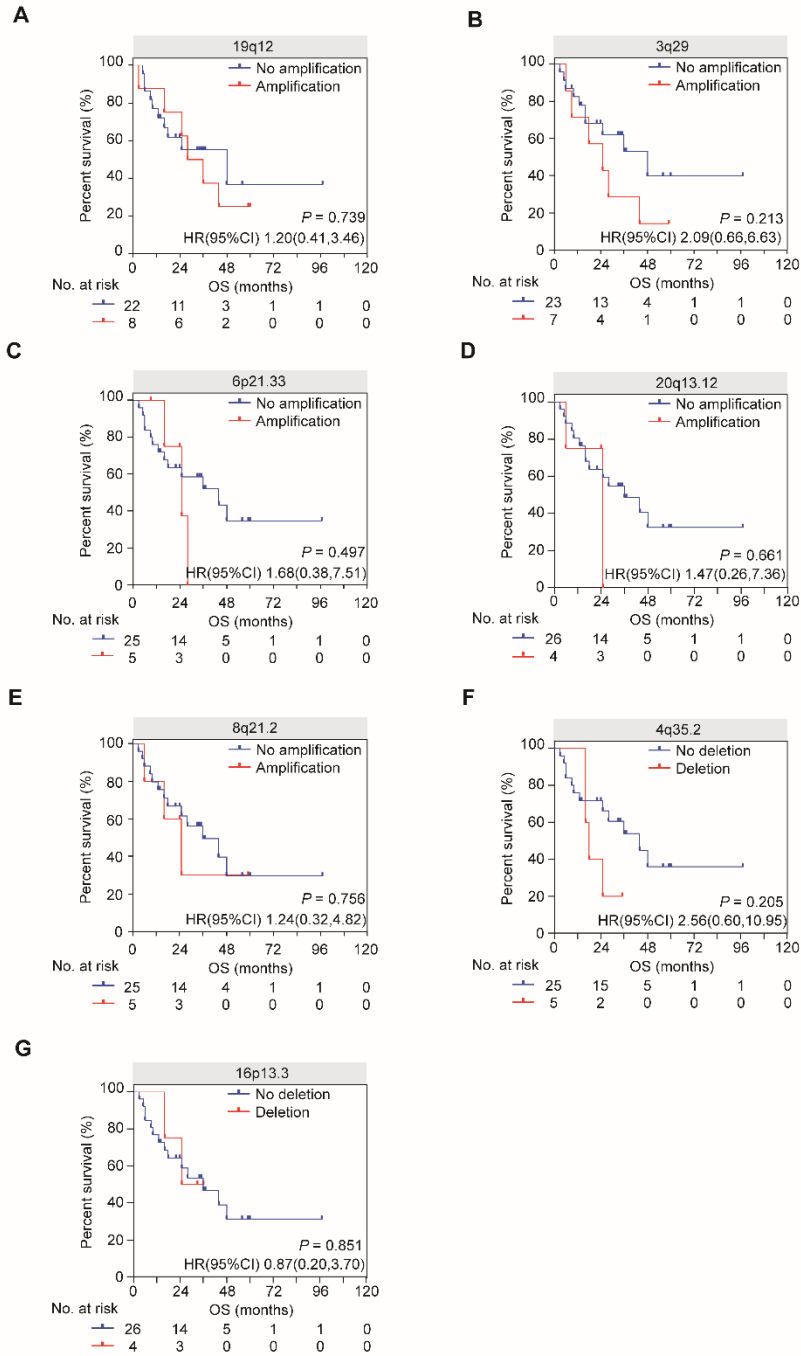 A
19q12
No amplification
Amplification
Percent survival (%)
100
80
60
40
20
0
P = 0.739
HR(95%CI) 1.20(0.41,3.46)
0 24 48 72 96 120
OS (months)
No. at risk
22 11 3 1 1 0
8 6 2 0 0 0
B
3q29
No amplification
Amplification
Percent survival (%)
100
80
60
40
20
0
P = 0.213
HR(95%CI) 2.09(0.66,6.63)
0 24 48 72 96 120
OS (months)
No. at risk
23 13 4 1 1 0
7 4 1 0 0 0
C
6p21.33
No amplification
Amplification
Percent survival (%)
100
80
60
40
20
0
P = 0.497
HR(95%CI) 1.68(0.38,7.51)
0 24 48 72 96 120
OS (months)
No. at risk
25 14 5 1 1 0
5 3 0 0 0 0
D
20q13.12
No amplification
Amplification
Percent survival (%)
100
80
60
40
20
0
P = 0.661
HR(95%CI) 1.47(0.26,7.36)
0 24 48 72 96 120
OS (months)
No. at risk
26 14 5 1 1 0
4 3 0 0 0 0
E
8q21.2
No amplification
Amplification
Percent survival (%)
100
80
60
40
30
0
P = 0.756
HR(95%CI) 1.24(0.32,4.82)
0 24 48 72 96 120
OS (months)
No. at risk
25 14 4 1 1 0
5 3 0 0 0 0
F
4q35.2
No deletion
Deletion
Percent survival (%)
100
80
60
40
20
0
P = 0.205
HR(95%CI) 2.56(0.60,10.95)
0 24 48 72 96 120
OS (months)
No. at risk
25 15 5 1 1 0
5 2 0 0 0 0
G
16p13.3
No deletion
Deletion
Percent survival (%)
100
80
60
40
20
0
P = 0.851
HR(95%CI) 0.87(0.20,3.70)
0 24 48 72 96 120
OS (months)
No. at risk
26 14 5 1 1 0
4 3 0 0 0 0